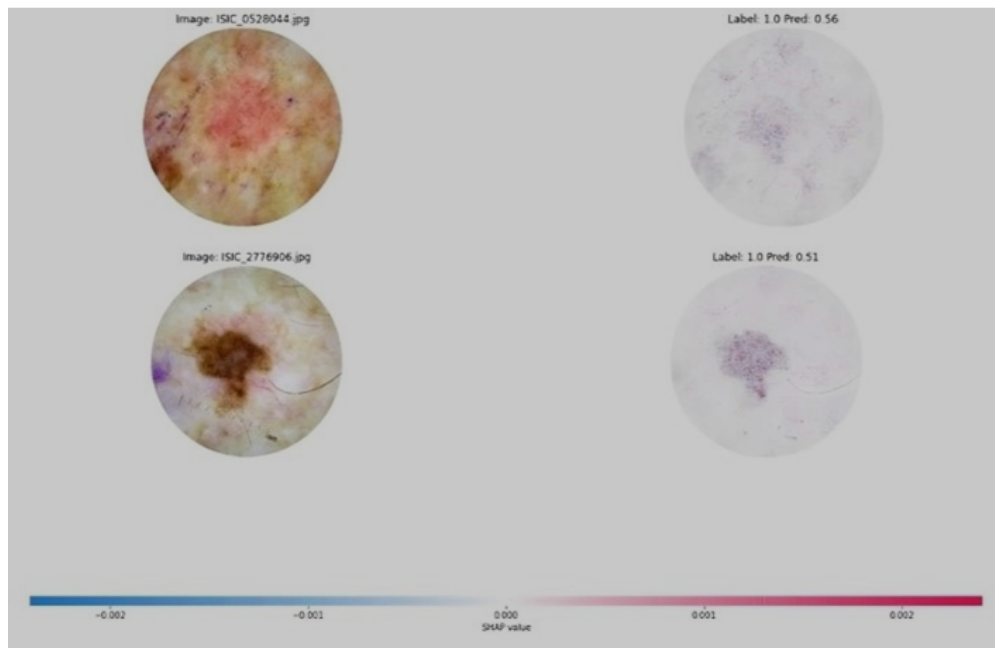 Image: ISIC_0528044.jpg
Label: 1.0 Pred: 0.56
Image: ISIC_2776906.jpg
Label: 1.0 Pred: 0.51
−0.002
−0.001
0.000
0.001
0.002
SHAP value